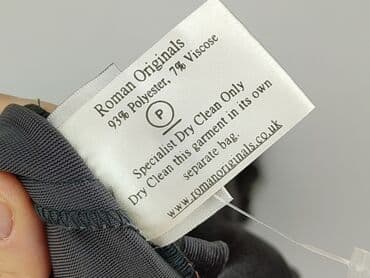 Roman Originals
93% Polyester, 7% Viscose
P
Specialist Dry Clean Only
Dry Clean this garment in its own
separate bag.
www.romanoriginals.co.uk